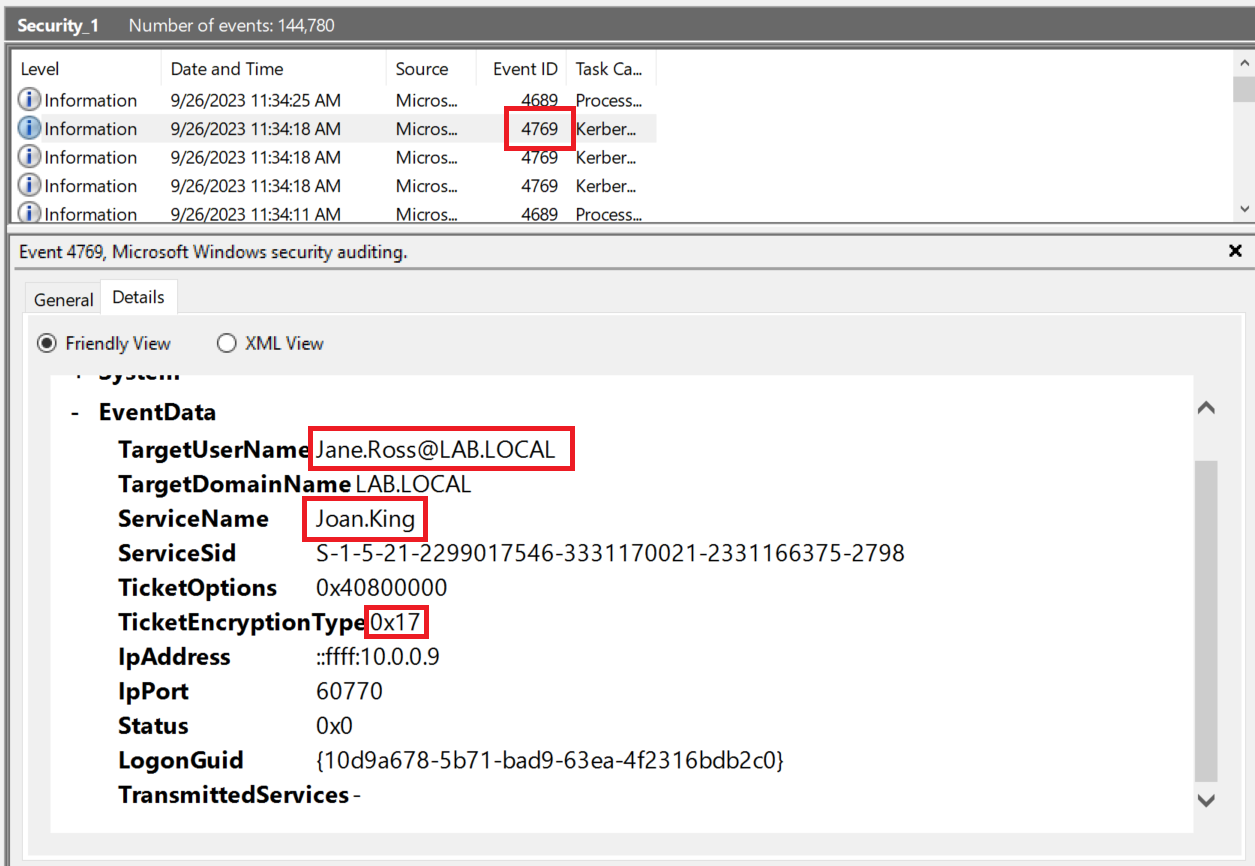 Security_1 Number of events: 144,780
Level Date and Time Source Event ID Task Ca...
Information 9/26/2023 11:34:25 AM Micros... 4689 Process...
Information 9/26/2023 11:34:18 AM Micros... 4769 Kerber...
Information 9/26/2023 11:34:18 AM Micros... 4769 Kerber...
Information 9/26/2023 11:34:18 AM Micros... 4769 Kerber...
Information 9/26/2023 11:34:11 AM Micros... 4689 Process...
Event 4769, Microsoft Windows security auditing.
General Details
Friendly View XML View
+ System
- EventData
TargetUserName Jane.Ross@LAB.LOCAL
TargetDomainName LAB.LOCAL
ServiceName Joan.King
ServiceSid S-1-5-21-2299017546-3331170021-2331166375-2798
TicketOptions 0x40800000
TicketEncryptionType 0x17
IpAddress ::ffff:10.0.0.9
IpPort 60770
Status 0x0
LogonGuid {10d9a678-5b71-bad9-63ea-4f2316bdb2c0}
TransmittedServices -